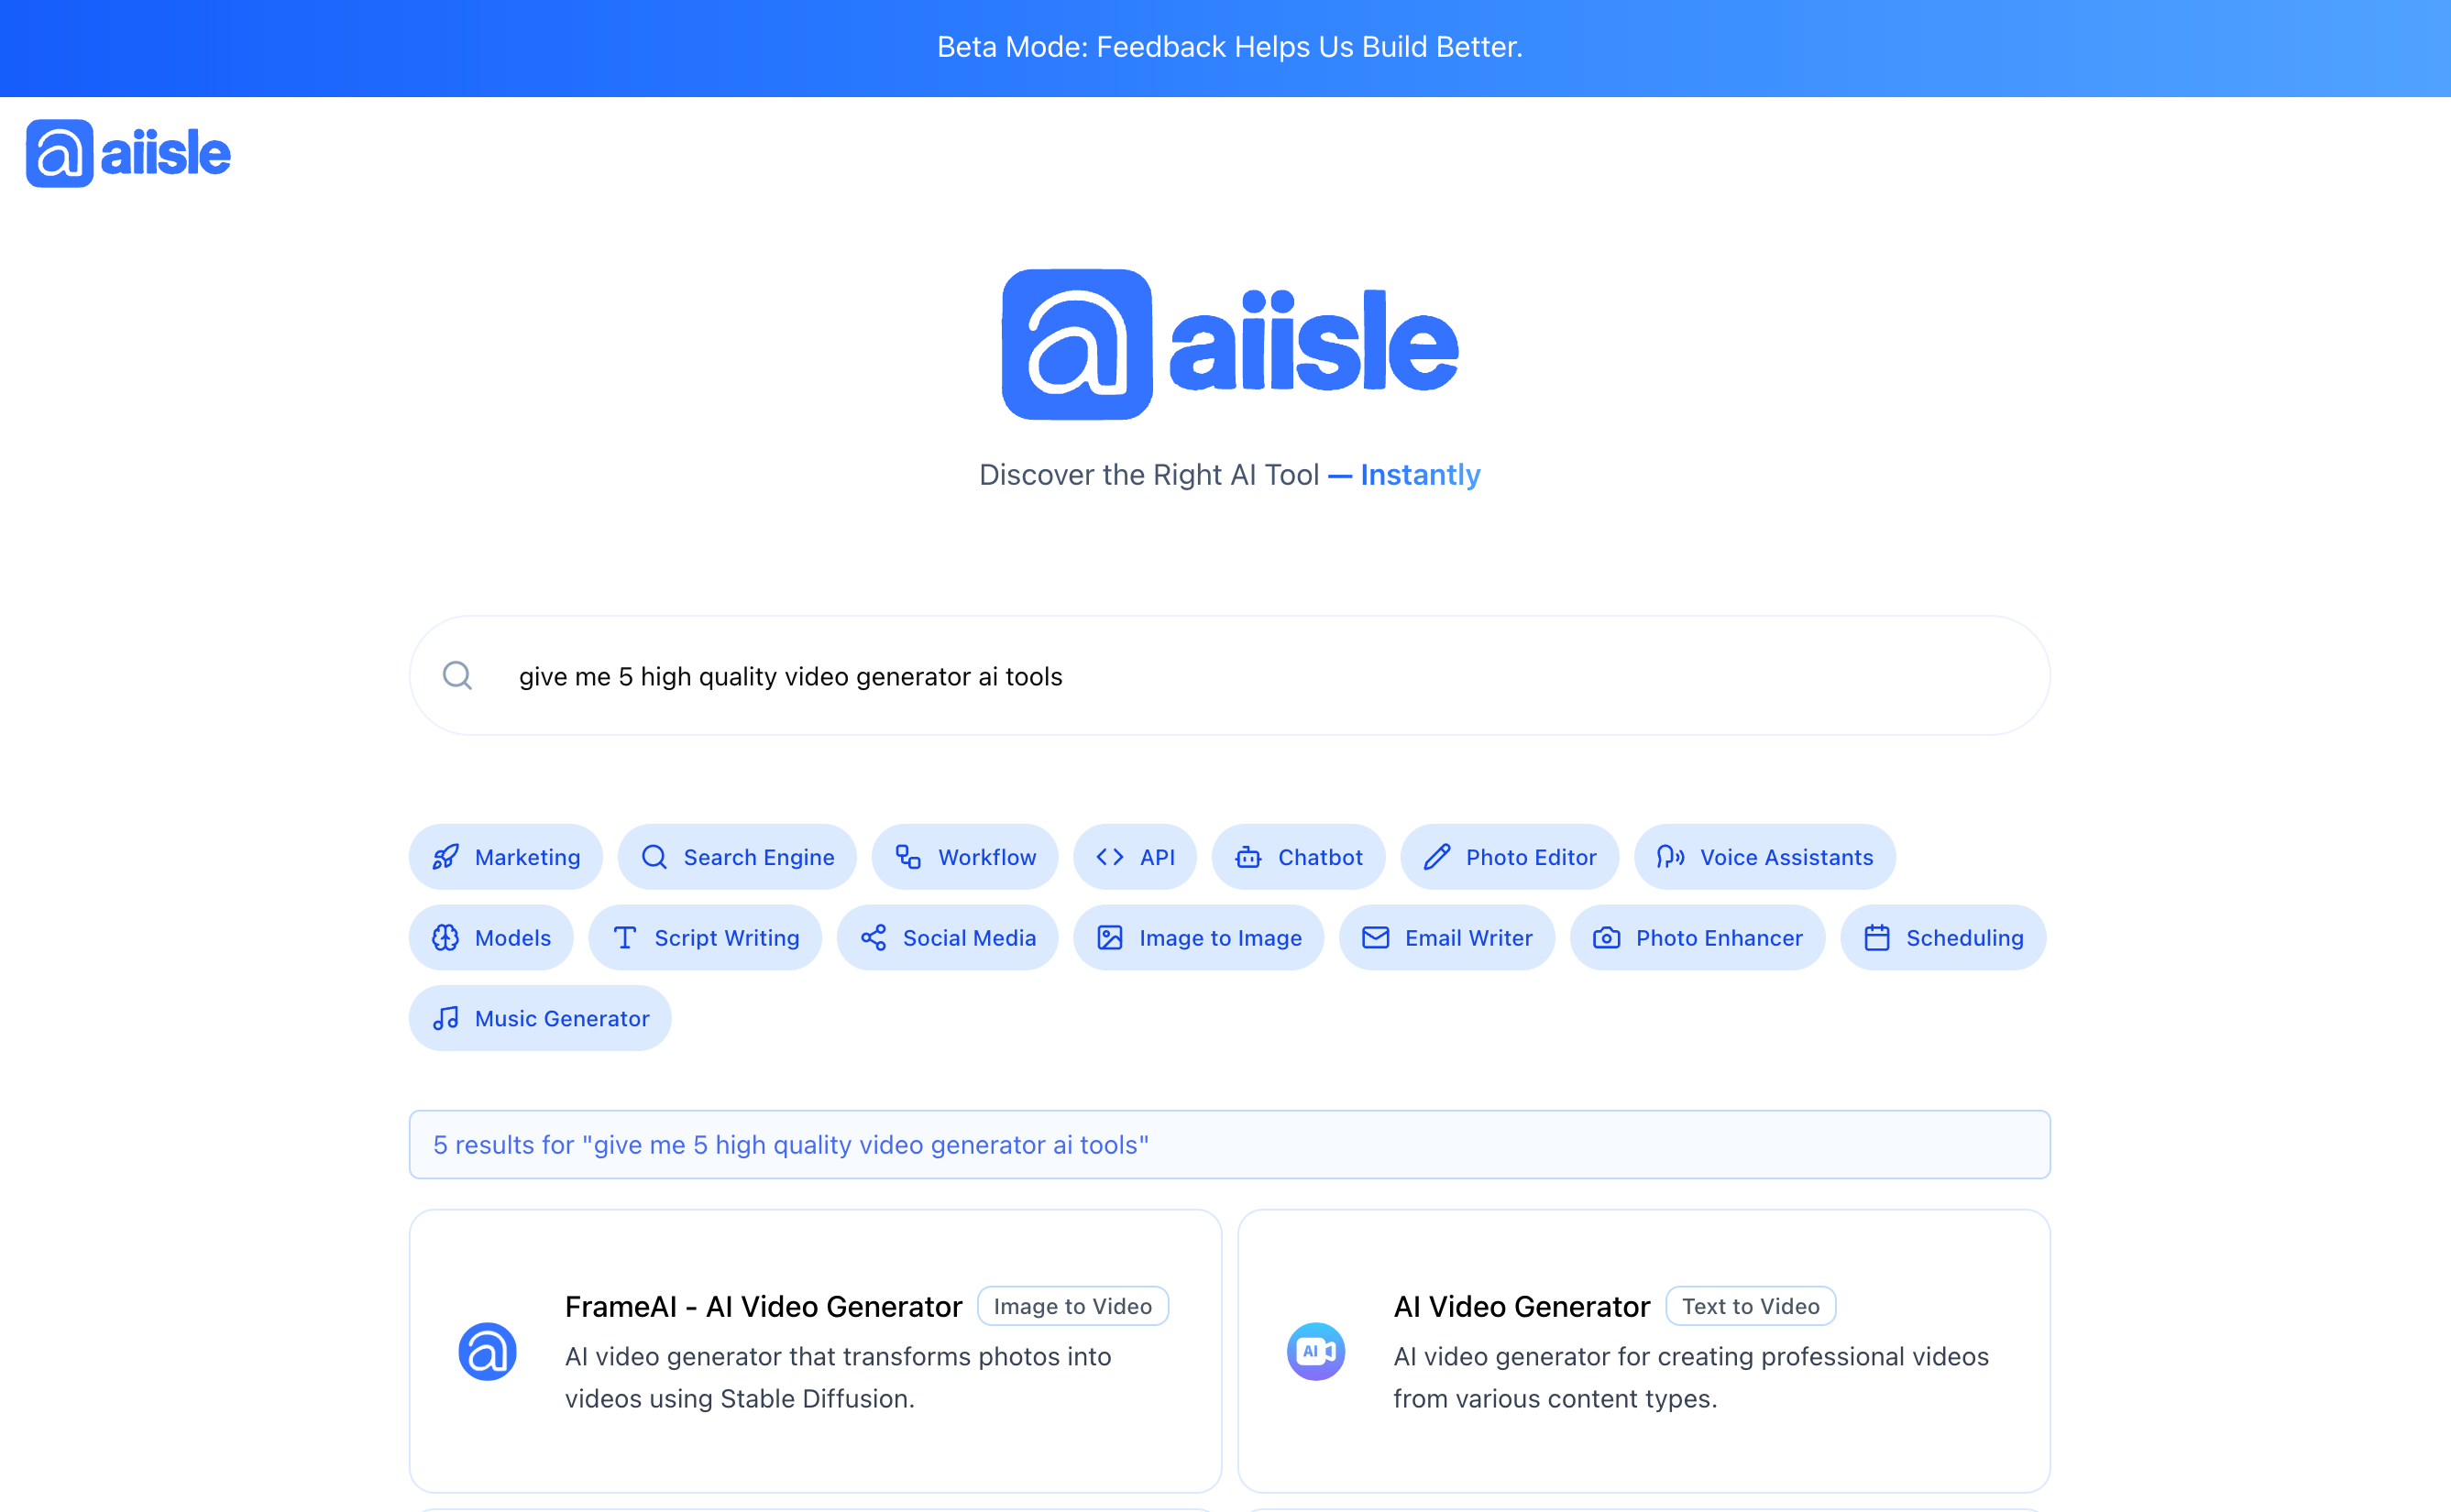 Beta Mode: Feedback Helps Us Build Better.
aiisle
aiisle
Discover the Right AI Tool — Instantly
give me 5 high quality video generator ai tools
Marketing
Search Engine
Workflow
API
Chatbot
Photo Editor
Voice Assistants
Models
Script Writing
Social Media
Image to Image
Email Writer
Photo Enhancer
Scheduling
Music Generator
5 results for "give me 5 high quality video generator ai tools"
FrameAI - AI Video Generator
Image to Video
AI video generator that transforms photos into
videos using Stable Diffusion.
AI
AI Video Generator
Text to Video
AI video generator for creating professional videos
from various content types.